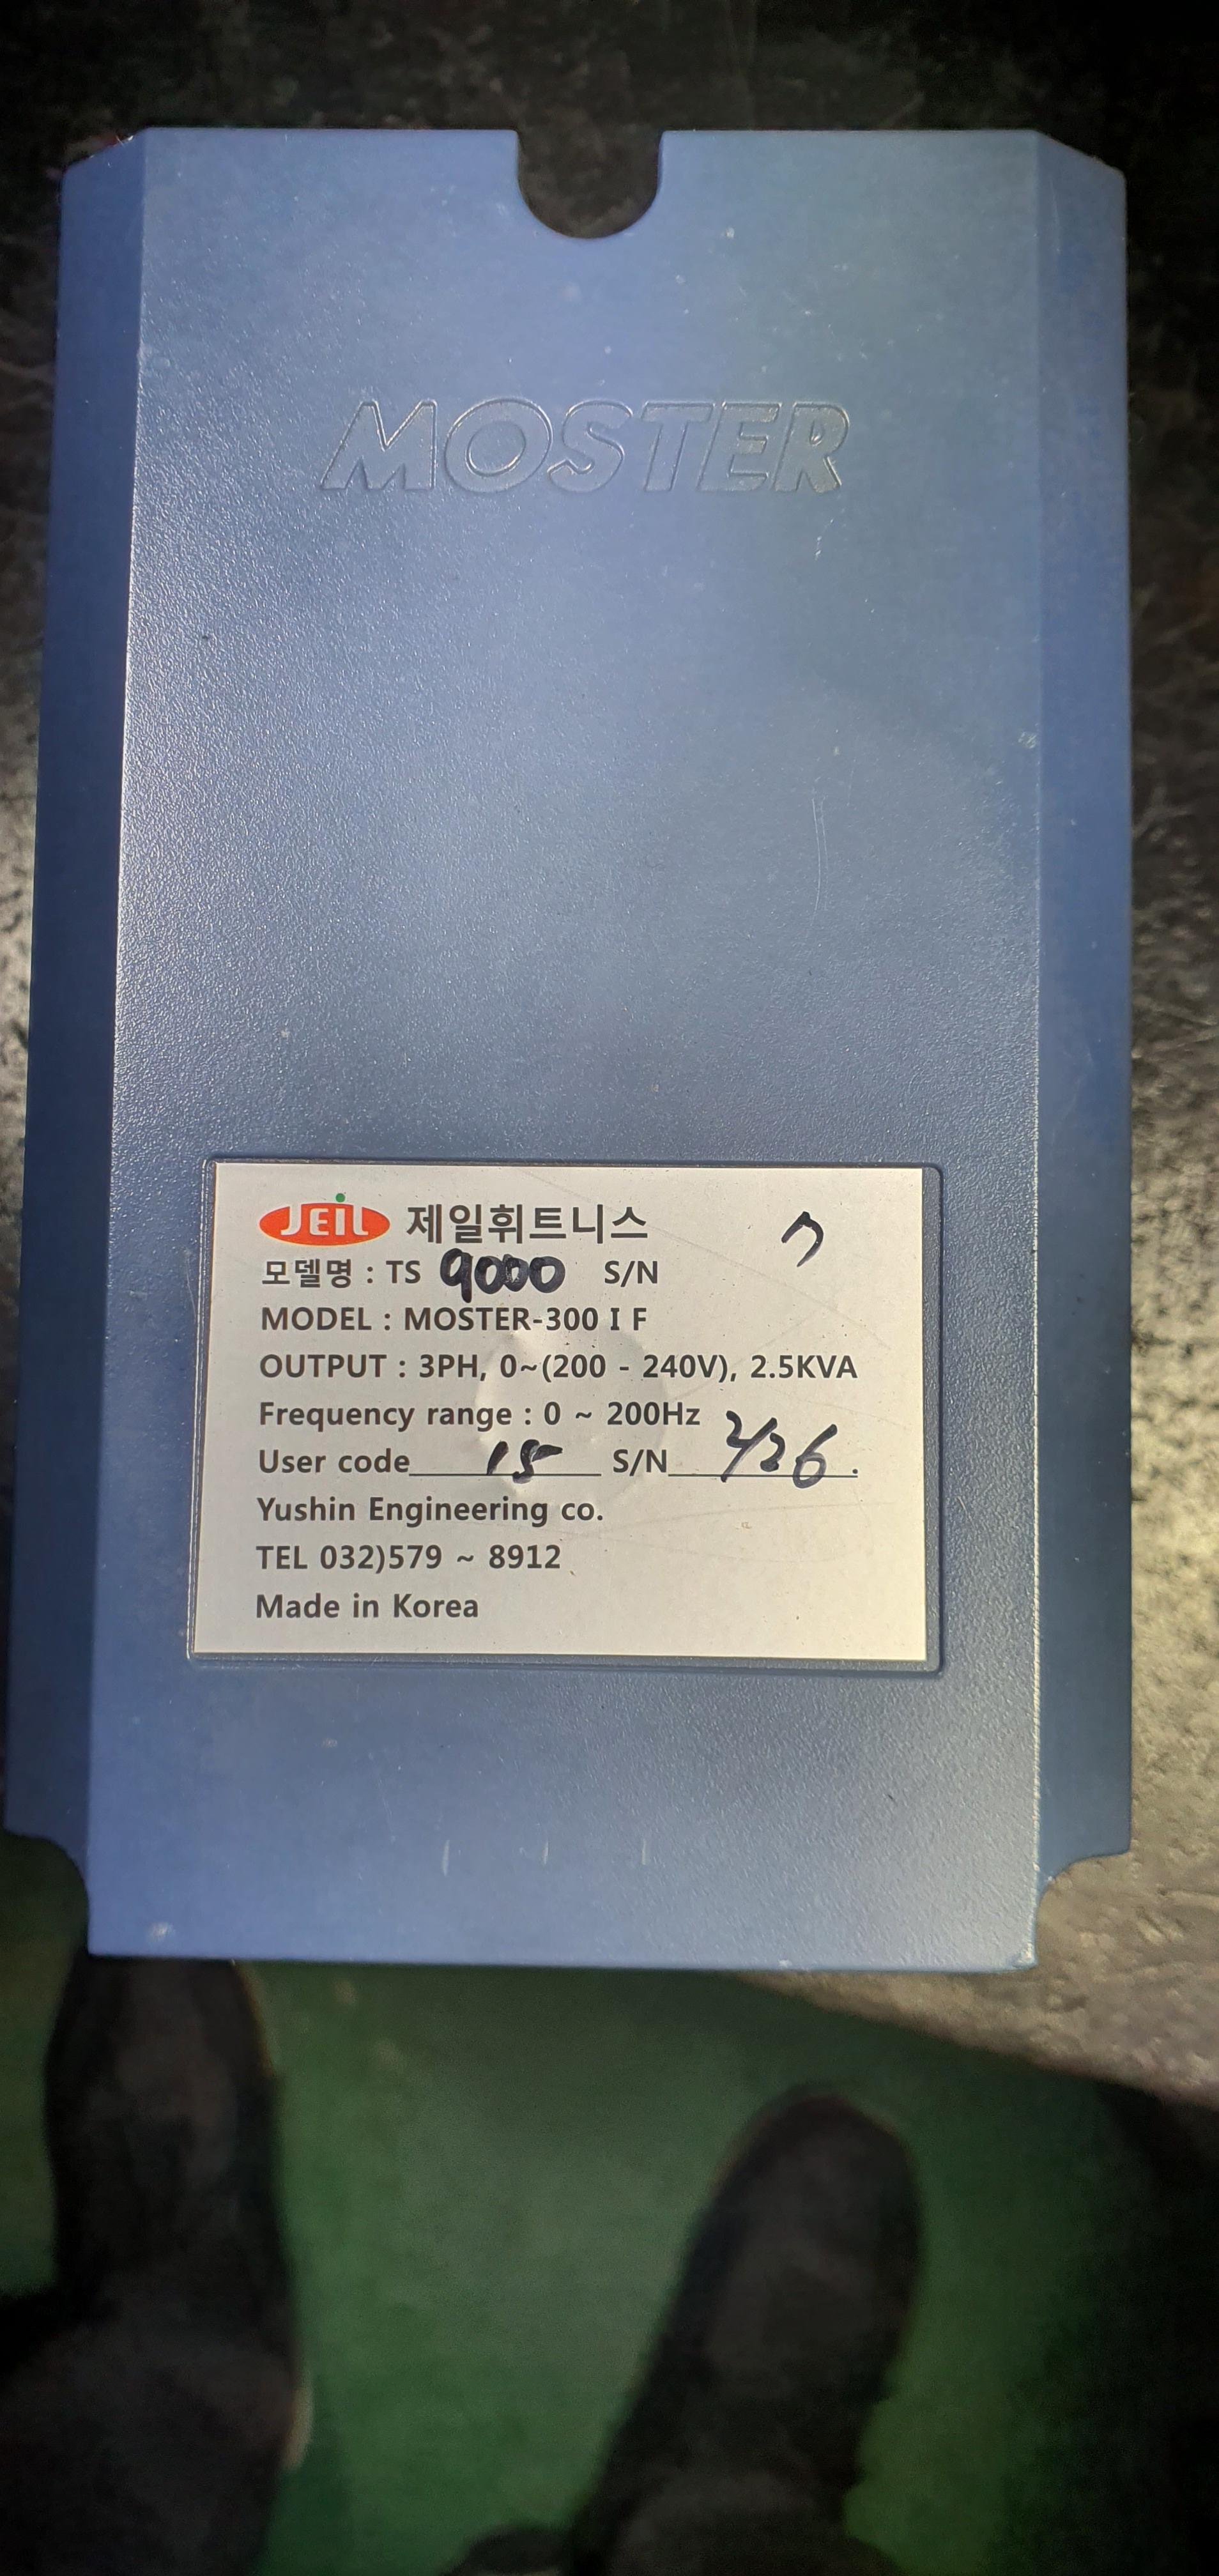 MOSTER
JEIL 제일휘트니스
모델명 : TS 9000 S/N
MODEL : MOSTER-300 I F
OUTPUT : 3PH, 0~(200 - 240V), 2.5KVA
Frequency range : 0 ~ 200Hz
User code 15 S/N
Yushin Engineering co.
TEL 032)579 ~ 8912
Made in Korea